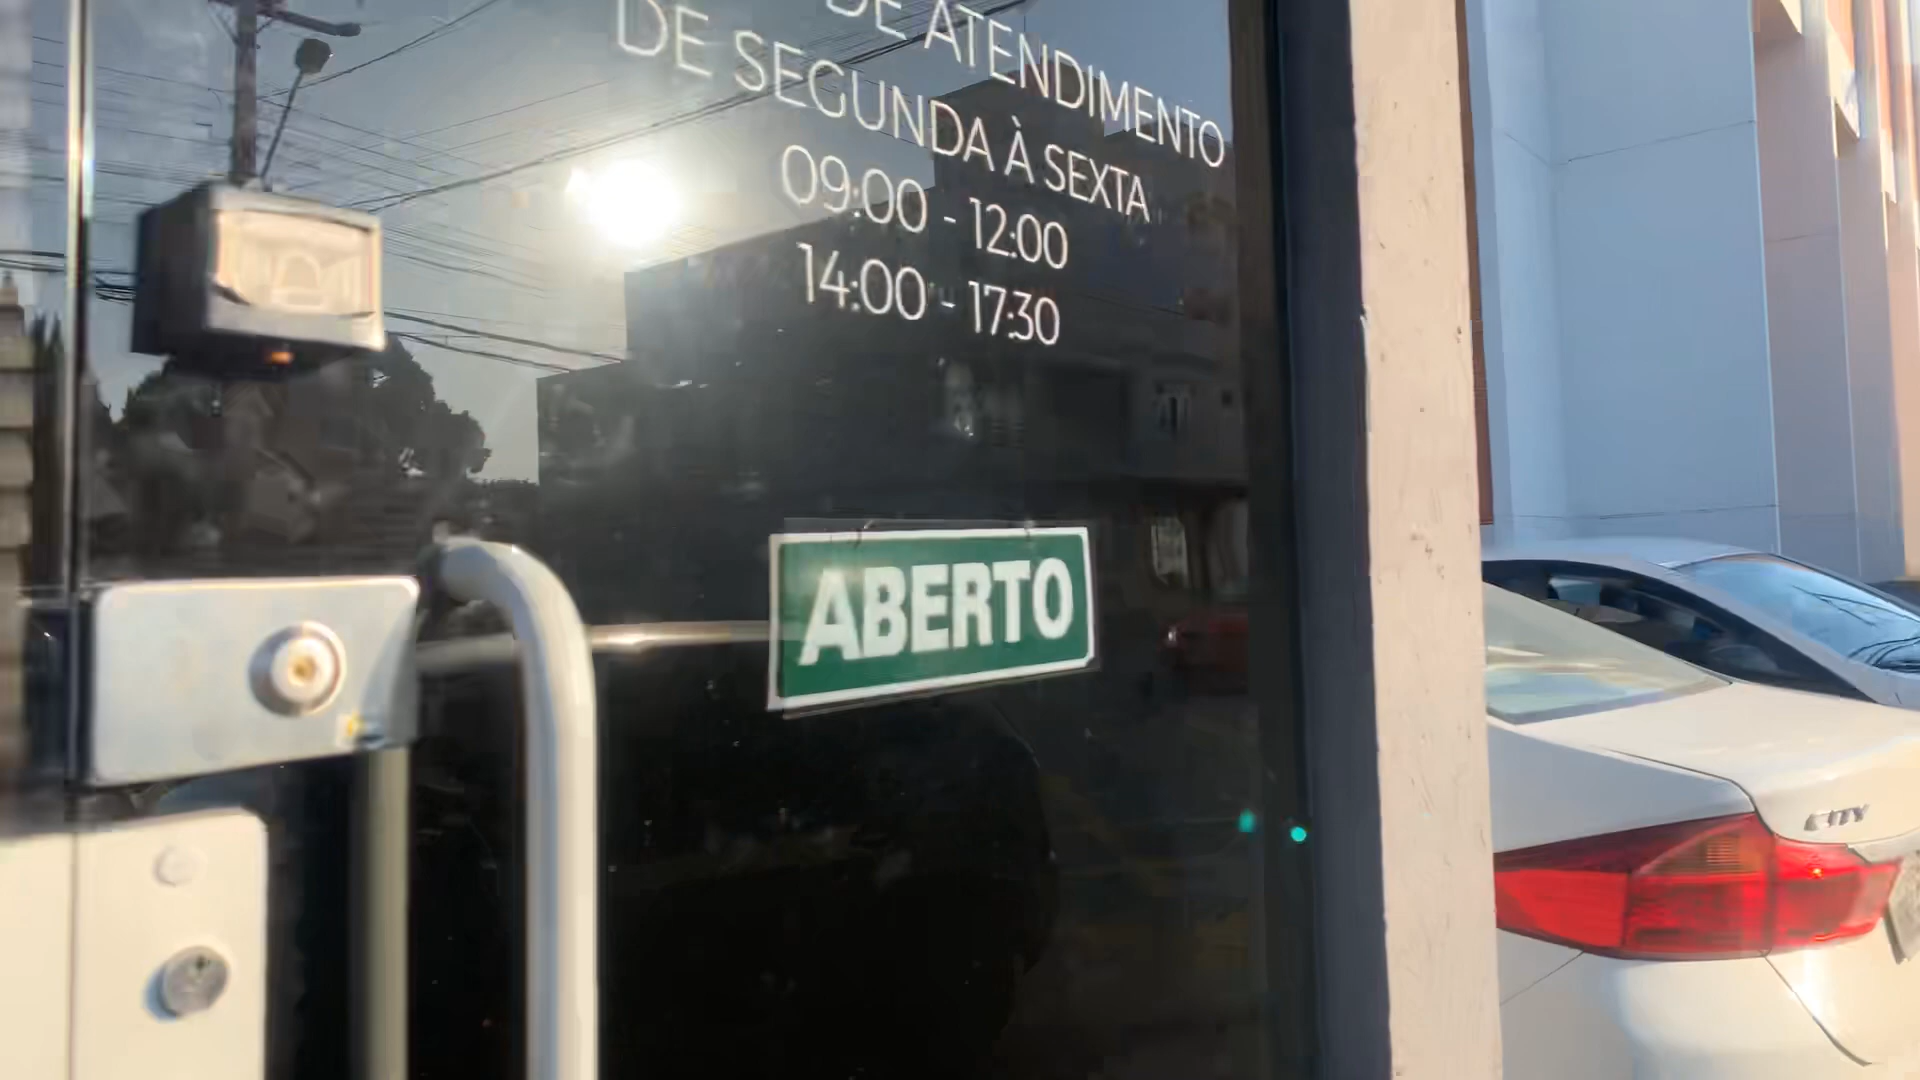 DE ATENDIMENTO
DE SEGUNDA À SEXTA
09:00 - 12:00
14:00 - 17:30
ABERTO
CITY